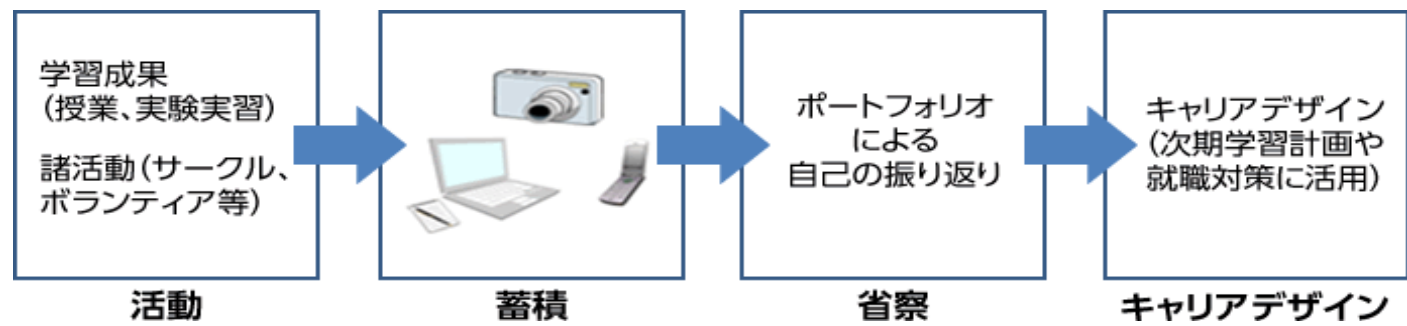 学習成果
(授業、実験実習)
諸活動(サークル、
ボランティア等)
活動
蓄積
ポートフォリオ
による
自己の振り返り
省察
キャリアデザイン
(次期学習計画や
就職対策に活用)
キャリアデザイン